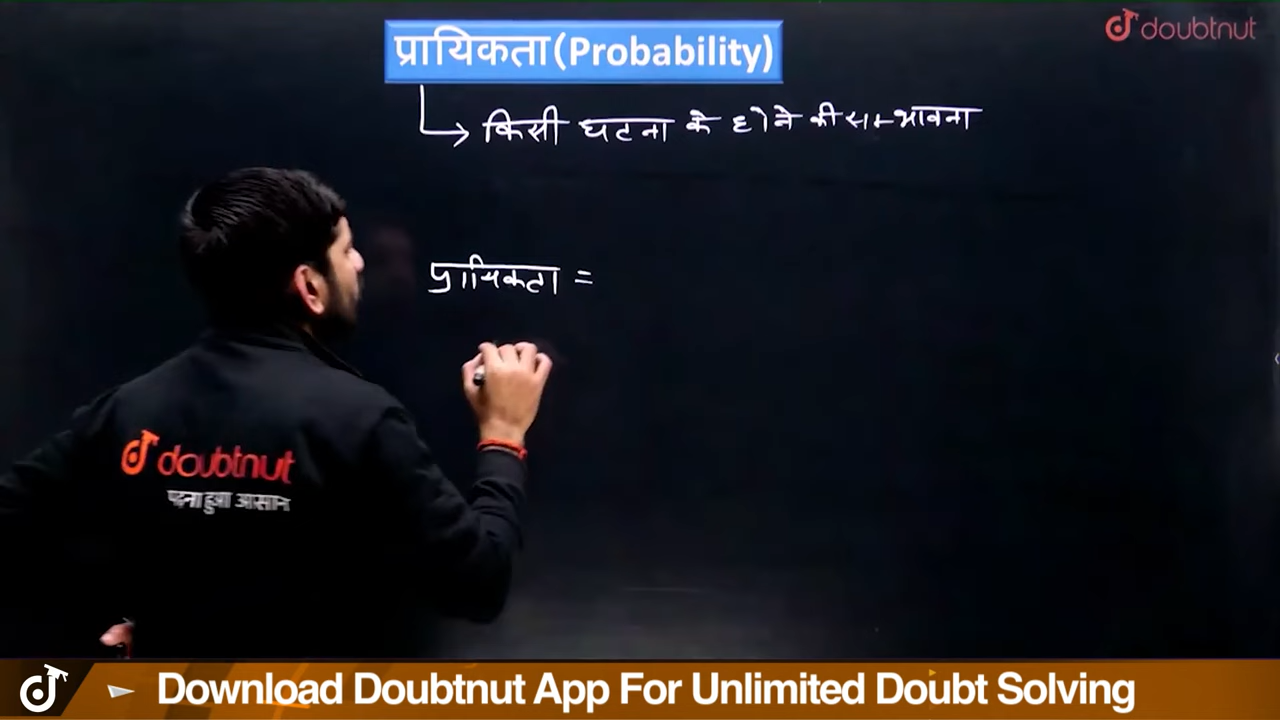 प्रायिकता(Probability)
doubtnut
किसी घटना के होने की सम्भावना
प्रायिकता =
doubtnut
पढ़ना हुआ आसान
Download Doubtnut App For Unlimited Doubt Solving